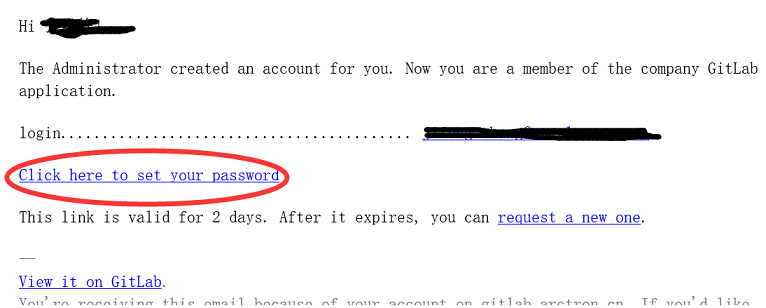 Hi
The Administrator created an account for you. Now you are a member of the company GitLab
application.
login..........................................
Click here to set your password
This link is valid for 2 days. After it expires, you can request a new one.
—
View it on GitLab.
You're receiving this email because of your account on gitlab.arctron.cn. If you'd like